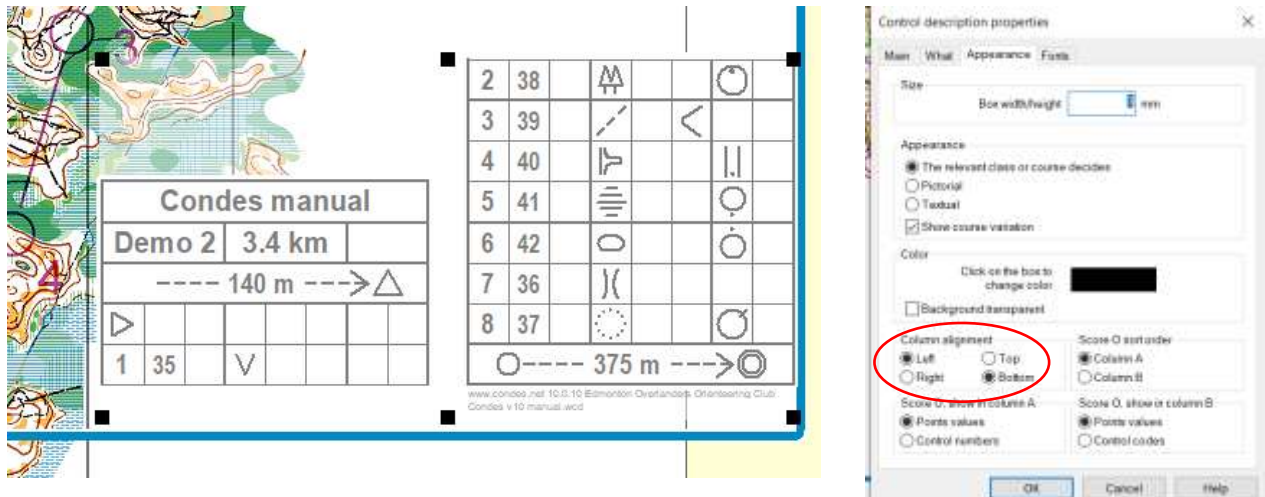 3
4
Condes manual
Demo 2 3.4 km
140 m
1 35
2 38
3 39
4 40
5 41
6 42
7 36
8 37
375 m
www.condes.net 10.0.10 Edmonton Overlanders Orienteering Club
Condes v10 manual.wcd
Control description properties
Main What Appearance Fonts
Size
Box width/height mm
Appearance
The relevant class or course decides
Pictorial
Textual
Show course variation
Color
Click on the box to
change color
Background transparent
Column alignment
Left Top
Right Bottom
Score O sort order
Column A
Column B
Score O, show in column A
Points values
Control numbers
Score O, show in column B
Points values
Control codes
OK Cancel Help